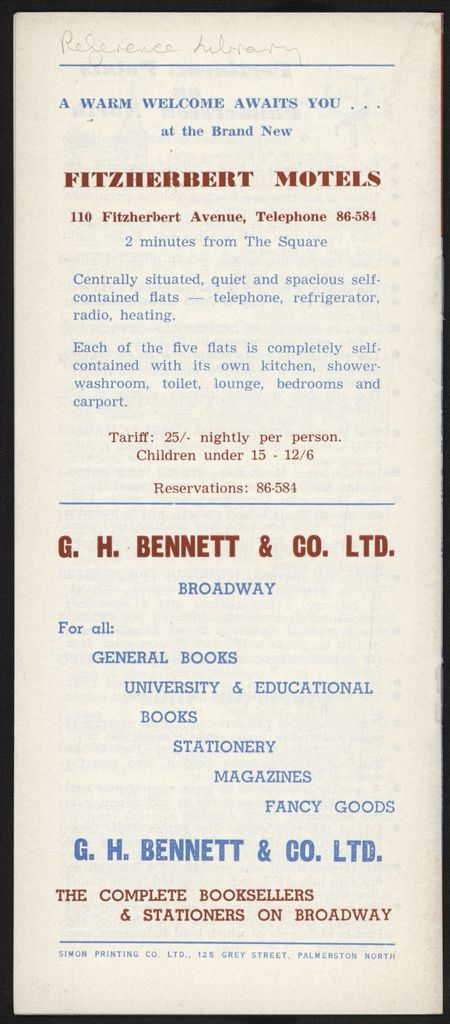 Reference Library
A WARM WELCOME AWAITS YOU . . .
at the Brand New
FITZHERBERT MOTELS
110 Fitzherbert Avenue, Telephone 86-584
2 minutes from The Square
Centrally situated, quiet and spacious self-
contained flats — telephone, refrigerator,
radio, heating.
Each of the five flats is completely self-
contained with its own kitchen, shower-
washroom, toilet, lounge, bedrooms and
carport.
Tariff: 25/- nightly per person.
Children under 15 - 12/6
Reservations: 86-584
G. H. BENNETT & CO. LTD.
BROADWAY
For all:
GENERAL BOOKS
UNIVERSITY & EDUCATIONAL
BOOKS
STATIONERY
MAGAZINES
FANCY GOODS
G. H. BENNETT & CO. LTD.
THE COMPLETE BOOKSELLERS
& STATIONERS ON BROADWAY
SIMON PRINTING CO. LTD., 125 GREY STREET, PALMERSTON NORTH